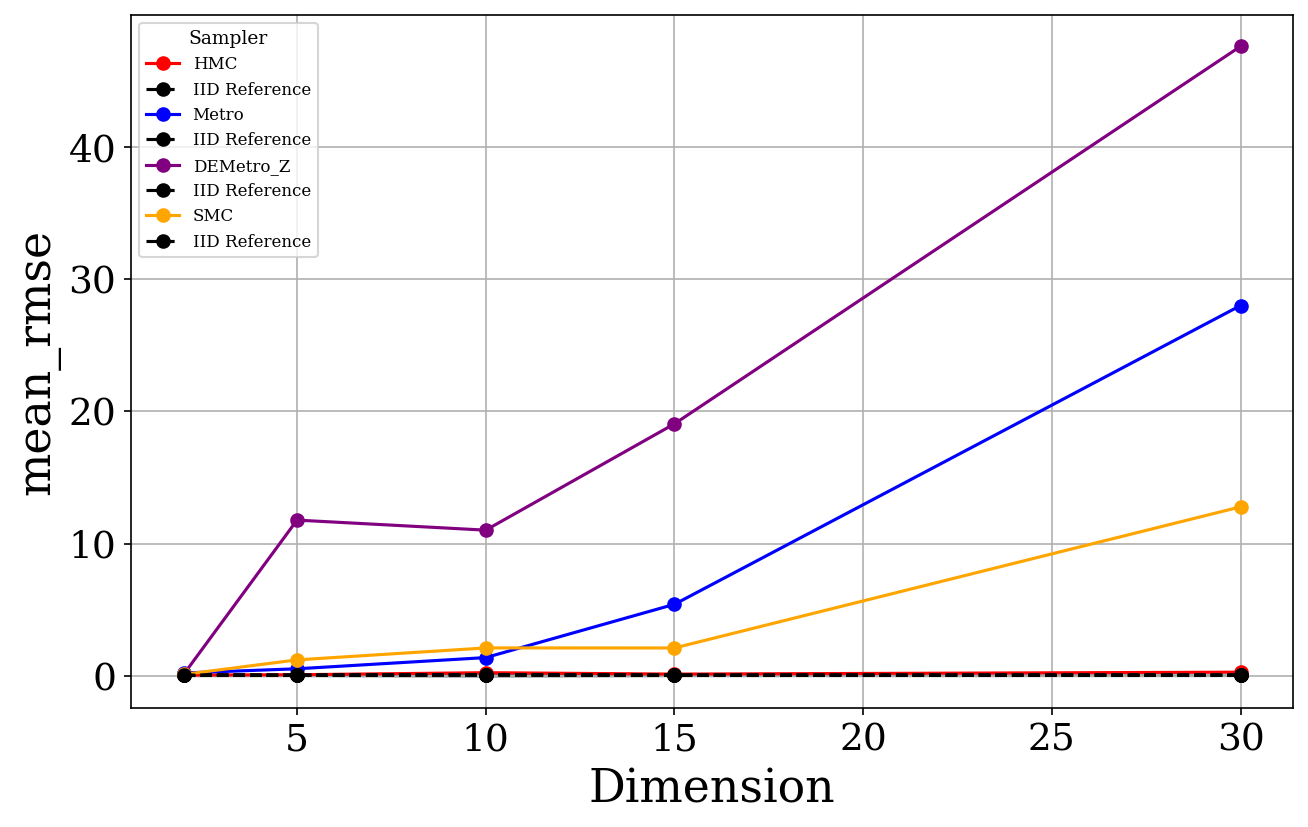 Sampler
HMC
IID Reference
Metro
IID Reference
DEMetro_Z
IID Reference
SMC
IID Reference
mean_rmse
40
30
20
10
0
5 10 15 20 25 30
Dimension